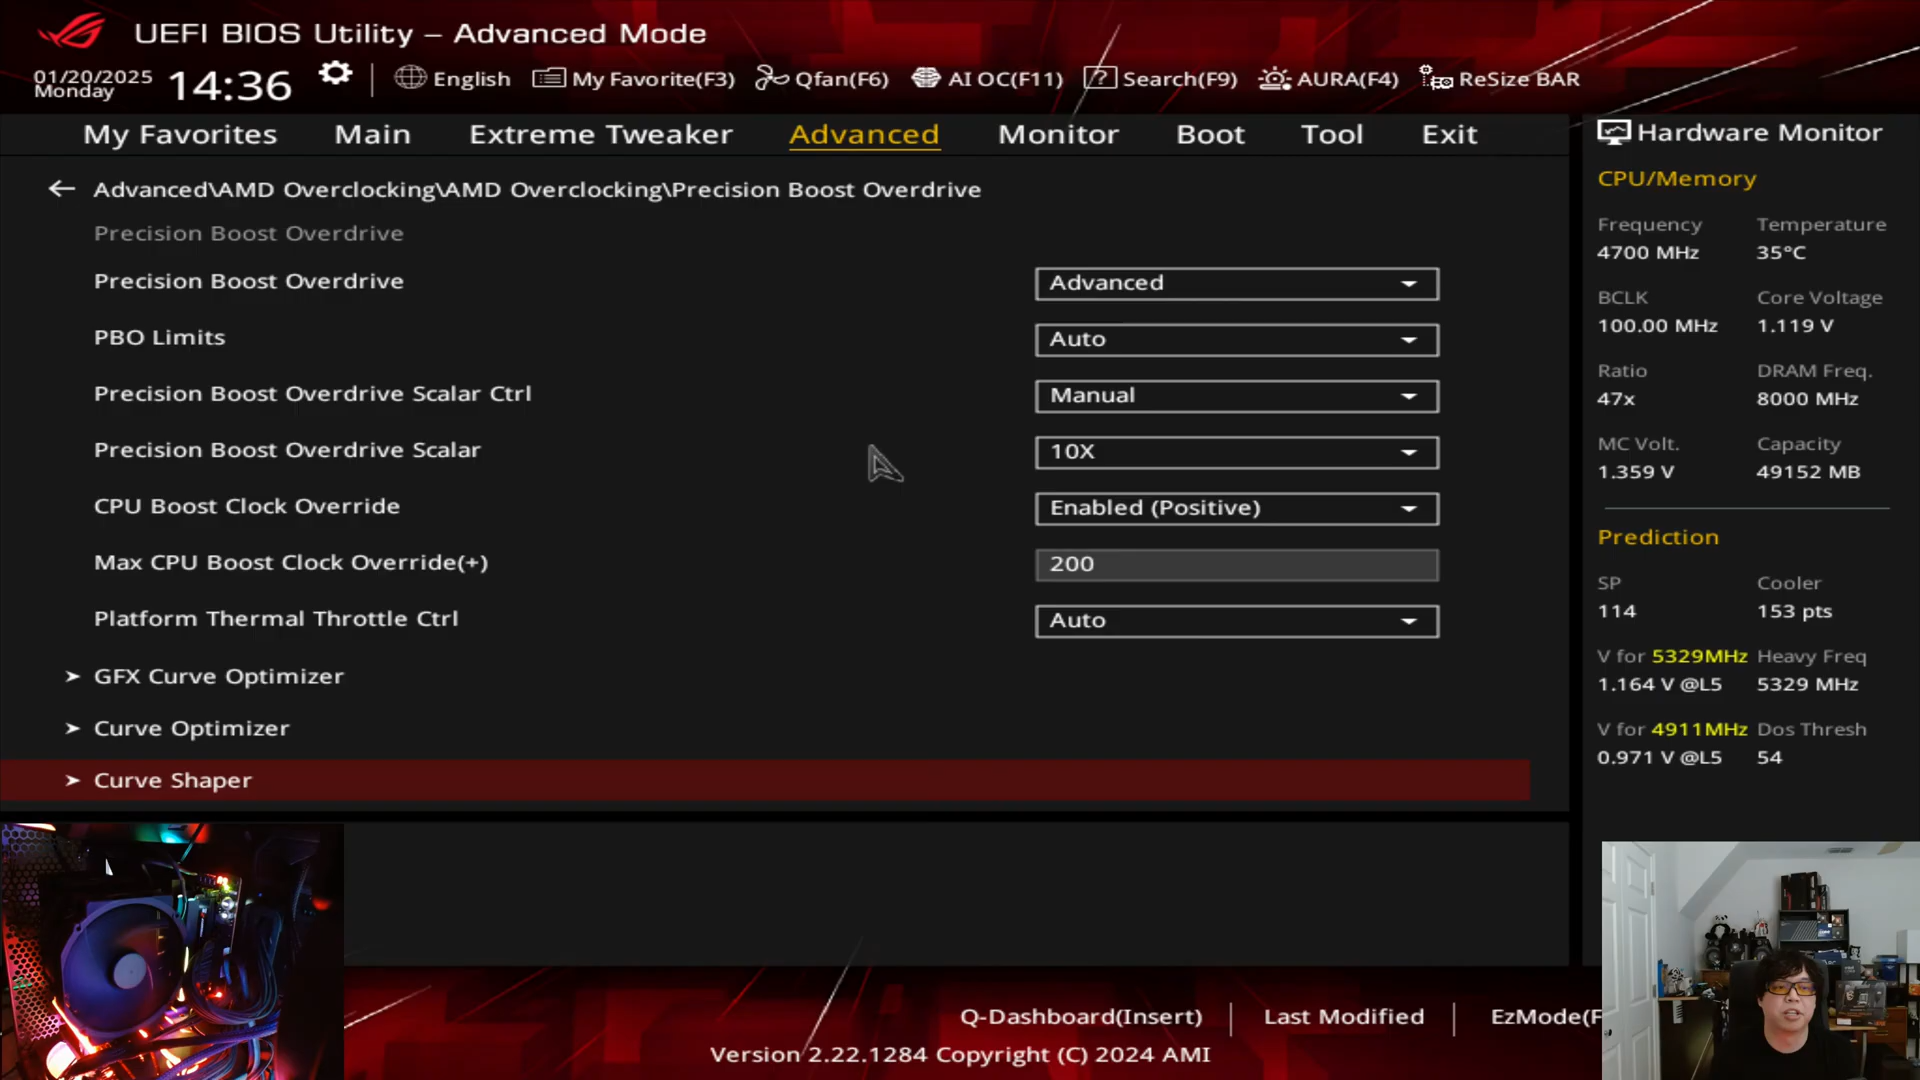 UEFI BIOS Utility – Advanced Mode
01/20/2025
Monday
14:36
English
My Favorite(F3)
Qfan(F6)
AI OC(F11)
Search(F9)
AURA(F4)
ReSize BAR
My Favorites
Main
Extreme Tweaker
Advanced
Monitor
Boot
Tool
Exit
Advanced\AMD Overclocking\AMD Overclocking\Precision Boost Overdrive
Precision Boost Overdrive
Precision Boost Overdrive Advanced
PBO Limits Auto
Precision Boost Overdrive Scalar Ctrl Manual
Precision Boost Overdrive Scalar 10X
CPU Boost Clock Override Enabled (Positive)
Max CPU Boost Clock Override(+) 200
Platform Thermal Throttle Ctrl Auto
GFX Curve Optimizer
Curve Optimizer
Curve Shaper
Hardware Monitor
CPU/Memory
Frequency Temperature
4700 MHz 35°C
BCLK Core Voltage
100.00 MHz 1.119 V
Ratio DRAM Freq.
47x 8000 MHz
MC Volt. Capacity
1.359 V 49152 MB
Prediction
SP Cooler
114 153 pts
V for 5329MHz Heavy Freq
1.164 V @L5 5329 MHz
V for 4911MHz Dos Thresh
0.971 V @L5 54
Q-Dashboard(Insert)
Last Modified
EzMode(F
Version 2.22.1284 Copyright (C) 2024 AMI